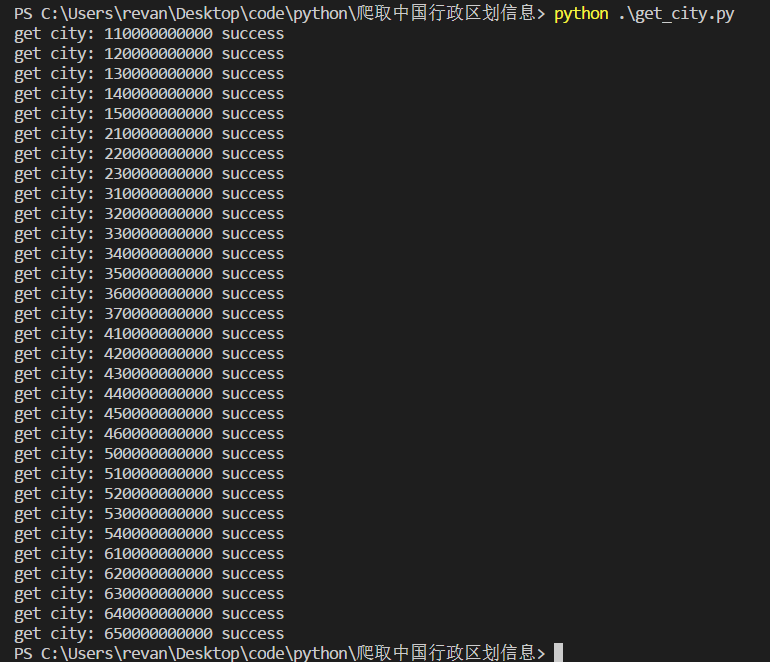 PS C:\Users\revan\Desktop\code\python\爬取中国行政区划信息> python .\get_city.py
get city: 110000000000 success
get city: 120000000000 success
get city: 130000000000 success
get city: 140000000000 success
get city: 150000000000 success
get city: 210000000000 success
get city: 220000000000 success
get city: 230000000000 success
get city: 310000000000 success
get city: 320000000000 success
get city: 330000000000 success
get city: 340000000000 success
get city: 350000000000 success
get city: 360000000000 success
get city: 370000000000 success
get city: 410000000000 success
get city: 420000000000 success
get city: 430000000000 success
get city: 440000000000 success
get city: 450000000000 success
get city: 460000000000 success
get city: 500000000000 success
get city: 510000000000 success
get city: 520000000000 success
get city: 530000000000 success
get city: 540000000000 success
get city: 610000000000 success
get city: 620000000000 success
get city: 630000000000 success
get city: 640000000000 success
get city: 650000000000 success
PS C:\Users\revan\Desktop\code\python\爬取中国行政区划信息>